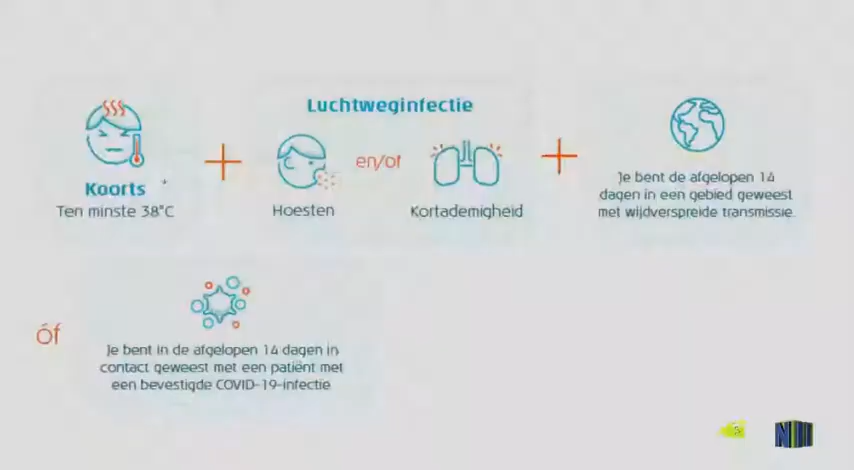 Luchtweginfectie
Koorts *
Ten minste 38°C
+
en/of
Hoesten
Kortademigheid
+
Je bent de afgelopen 14
dagen in een gebied geweest
met wijdverspreide transmissie.
óf
Je bent in de afgelopen 14 dagen in
contact geweest met een patiënt met
een bevestigde COVID-19-infectie